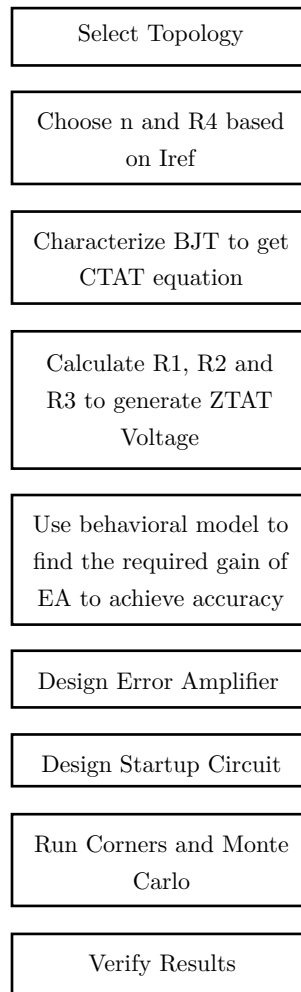 Select Topology
Choose n and R4 based
on Iref
Characterize BJT to get
CTAT equation
Calculate R1, R2 and
R3 to generate ZTAT
Voltage
Use behavioral model to
find the required gain of
EA to achieve accuracy
Design Error Amplifier
Design Startup Circuit
Run Corners and Monte
Carlo
Verify Results